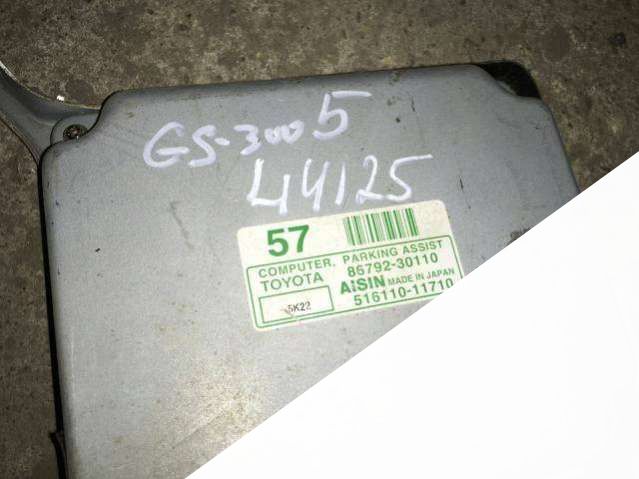 GS-300 5
44125
57
COMPUTER, PARKING ASSIST
TOYOTA 86792-30110
AISIN MADE IN JAPAN
5K22 516110-11710